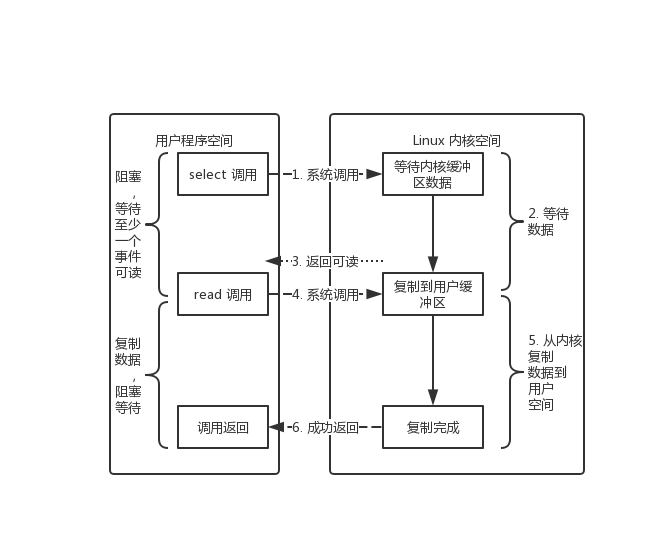 用户程序空间
Linux 内核空间
阻塞
,
等待
至少
一个
事件
可读
select 调用
1. 系统调用
等待内核缓冲
区数据
2. 等待
数据
3. 返回可读
read 调用
4. 系统调用
复制到用户缓
冲区
复制
数据
,
阻塞
等待
5. 从内核
复制
数据到
用户
空间
调用返回
6. 成功返回
复制完成